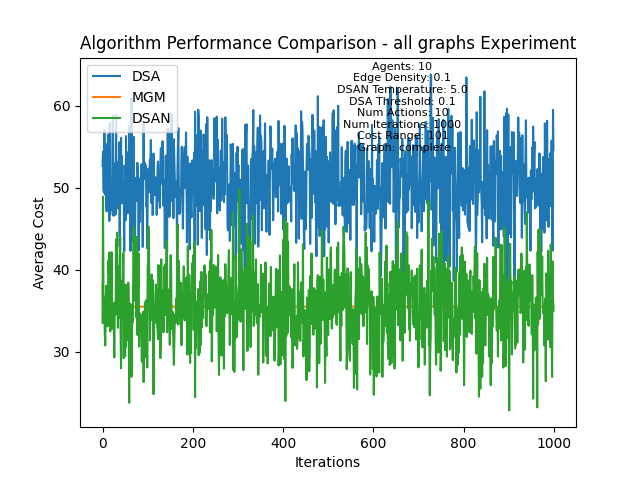 Algorithm Performance Comparison - all graphs Experiment
DSA
MGM
DSAN
Agents: 10
Edge Density: 0.1
DSAN Temperature: 5.0
DSA Threshold: 0.1
Num Actions: 10
Num Iterations: 1000
Cost Range: 101
Graph: complete
Average Cost
60
50
40
30
0
200
400
600
800
1000
Iterations